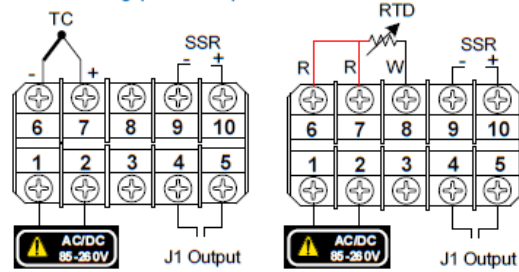 TC
SSR
- +
- +
6 7 8 9 10
1 2 3 4 5
AC/DC
85-260V
J1 Output
RTD
SSR
- +
R R W
6 7 8 9 10
1 2 3 4 5
AC/DC
85-260V
J1 Output